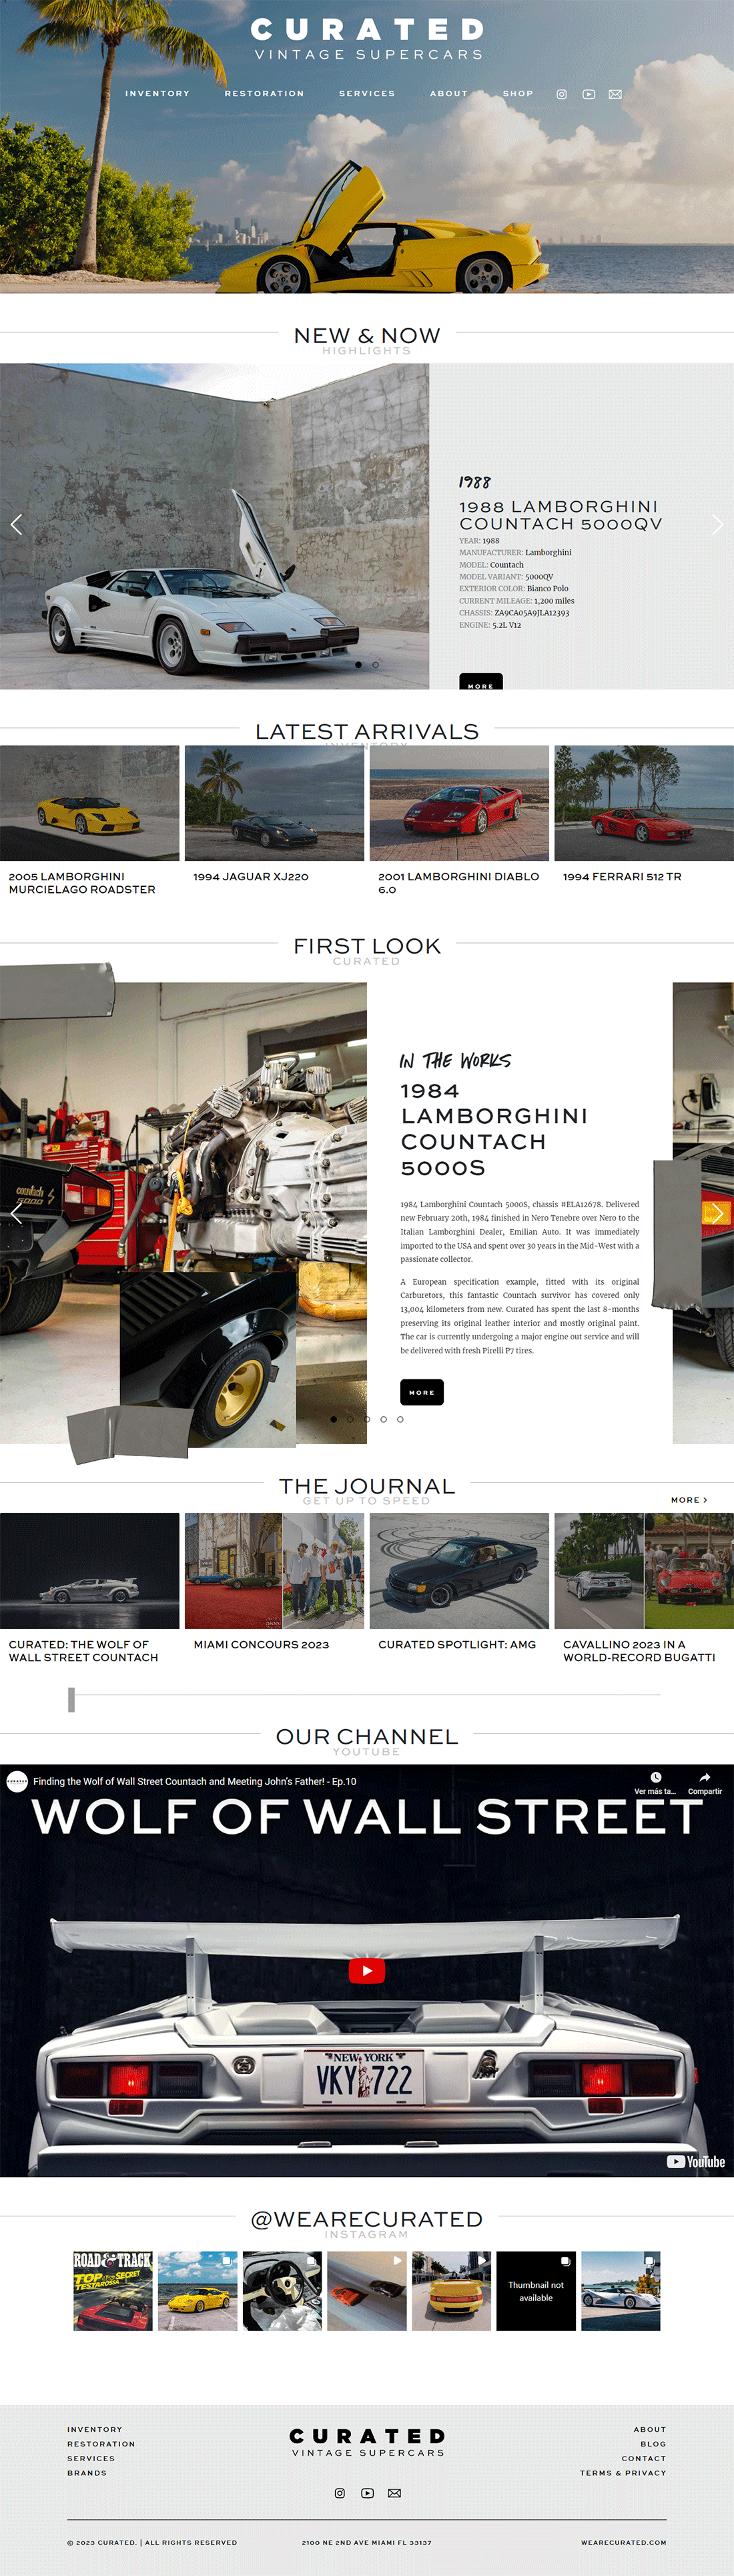 CURATED
VINTAGE SUPERCARS
INVENTORY RESTORATION SERVICES ABOUT SHOP
NEW & NOW
HIGHLIGHTS
1988
1988 LAMBORGHINI
COUNTACH 5000QV
YEAR: 1988
MANUFACTURER: Lamborghini
MODEL: Countach
MODEL VARIANT: 5000QV
EXTERIOR COLOR: Bianco Polo
CURRENT MILEAGE: 1,200 miles
CHASSIS: ZA9CA05A9JLA12393
ENGINE: 5.2L V12
MORE
LATEST ARRIVALS
INVENTORY
2005 LAMBORGHINI
MURCIELAGO ROADSTER
1994 JAGUAR XJ220
2001 LAMBORGHINI DIABLO
6.0
1994 FERRARI 512 TR
FIRST LOOK
CURATED
countach
5000 S
IN THE WORKS
1984
LAMBORGHINI
COUNTACH
5000S
1984 Lamborghini Countach 5000S, chassis #ELA12678. Delivered
new February 20th, 1984 finished in Nero Tenebre over Nero to the
Italian Lamborghini Dealer, Emilian Auto. It was immediately
imported to the USA and spent over 30 years in the Mid-West with a
passionate collector.
A European specification example, fitted with its original
Carburetors, this fantastic Countach survivor has covered only
13,004 kilometers from new. Curated has spent the last 8-months
preserving its original leather interior and mostly original paint.
The car is currently undergoing a major engine out service and will
be delivered with fresh Pirelli P7 tires.
MORE
THE JOURNAL
GET UP TO SPEED
MORE >
CURATED: THE WOLF OF
WALL STREET COUNTACH
MIAMI CONCOURS 2023
CURATED SPOTLIGHT: AMG
CAVALLINO 2023 IN A
WORLD-RECORD BUGATTI
OUR CHANNEL
YOUTUBE
CURATED
Finding the Wolf of Wall Street Countach and Meeting John's Father! - Ep.10
Ver más ta...
Compartir
WOLF OF WALL STREET
NEW YORK
VKY 722
YouTube
@WEARECURATED
INSTAGRAM
ROAD & TRACK
TOP SECRET
TESTAROSSA
Thumbnail not
available
INVENTORY
RESTORATION
SERVICES
BRANDS
CURATED
VINTAGE SUPERCARS
ABOUT
BLOG
CONTACT
TERMS & PRIVACY
© 2023 CURATED. | ALL RIGHTS RESERVED
2100 NE 2ND AVE MIAMI FL 33137
WEARECURATED.COM